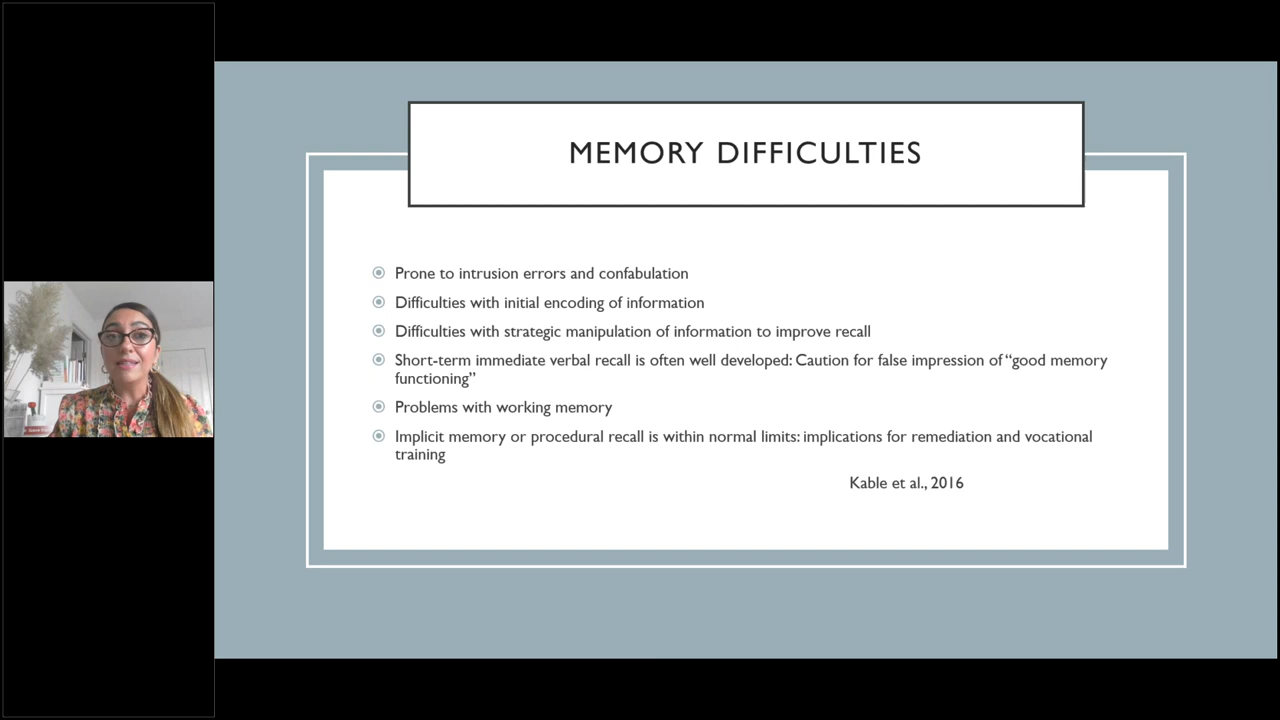 MEMORY DIFFICULTIES
Prone to intrusion errors and confabulation
Difficulties with initial encoding of information
Difficulties with strategic manipulation of information to improve recall
Short-term immediate verbal recall is often well developed: Caution for false impression of “good memory
functioning”
Problems with working memory
Implicit memory or procedural recall is within normal limits: implications for remediation and vocational
training
Kable et al., 2016